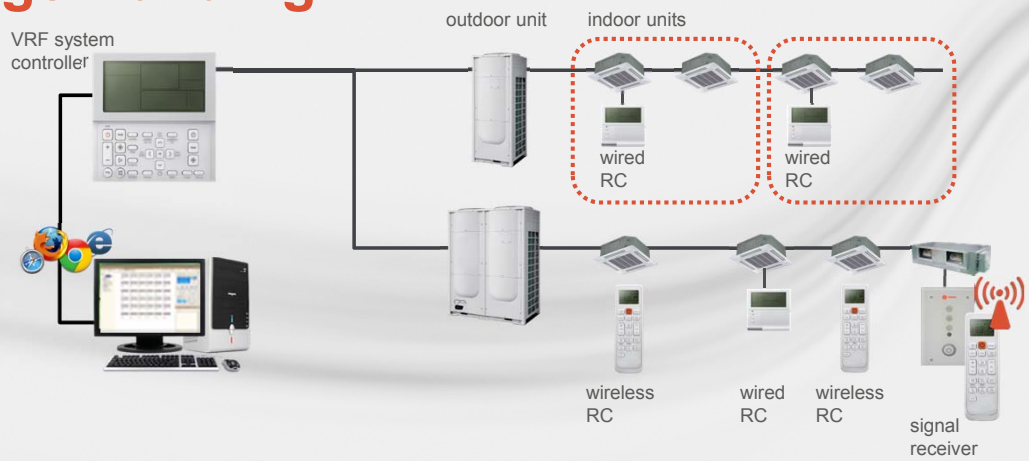 outdoor unit
indoor units
VRF system
controller
wired
RC
wired
RC
wireless
RC
wired
RC
wireless
RC
signal
receiver